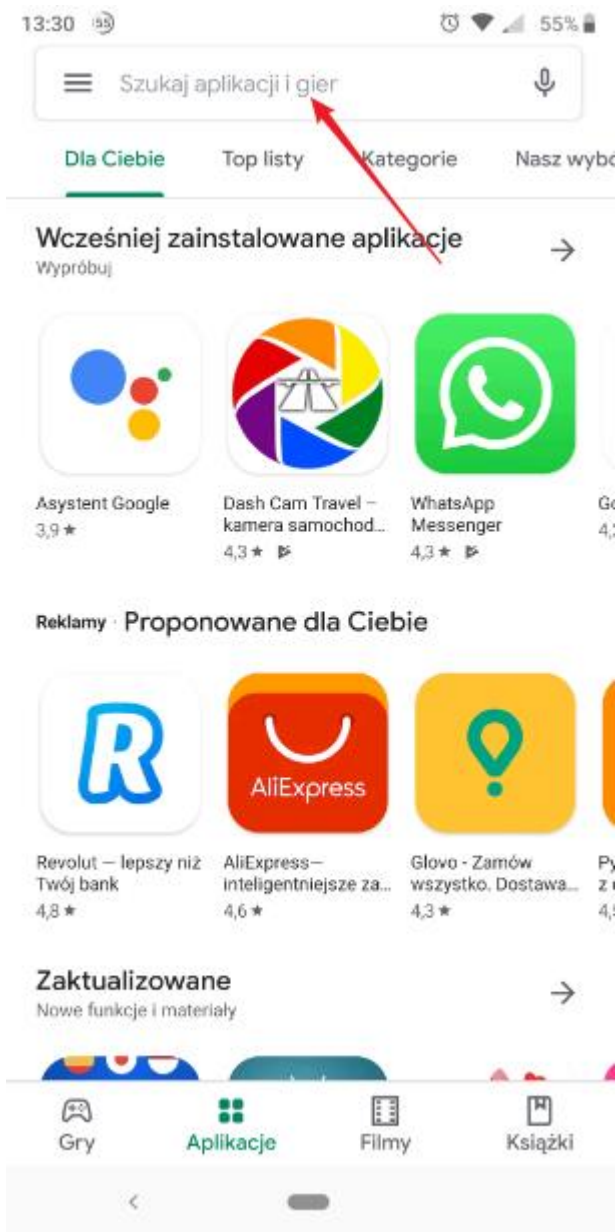 13:30 55 55%
Szukaj aplikacji i gier
Dla Ciebie Top listy Kategorie Nasz wybó
Wcześniej zainstalowane aplikacje
Wypróbuj
Asystent Google
3,9 ★
Dash Cam Travel –
kamera samochod...
4,3 ★
WhatsApp
Messenger
4,3 ★
Reklamy · Proponowane dla Ciebie
R
AliExpress
Revolut – lepszy niż
Twój bank
4,8 ★
AliExpress–
inteligentniejsze za...
4,6 ★
Glovo - Zamów
wszystko. Dostawa...
4,3 ★
Zaktualizowane
Nowe funkcje i materiały
Gry Aplikacje Filmy Książki